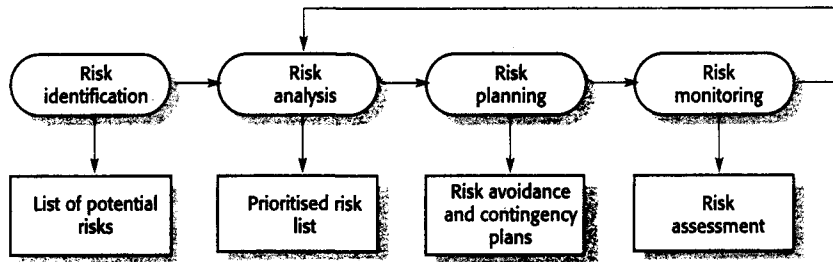 Risk
identification
Risk
analysis
Risk
planning
Risk
monitoring
List of potential
risks
Prioritised risk
list
Risk avoidance
and contingency
plans
Risk
assessment